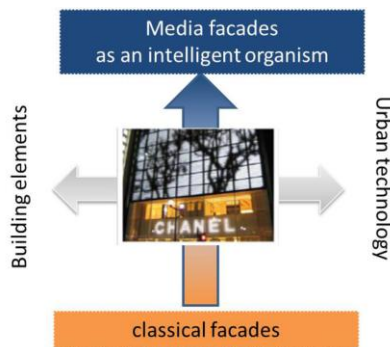 Media facades
as an intelligent organism
Building elements
CHANEL
Urban technology
classical facades